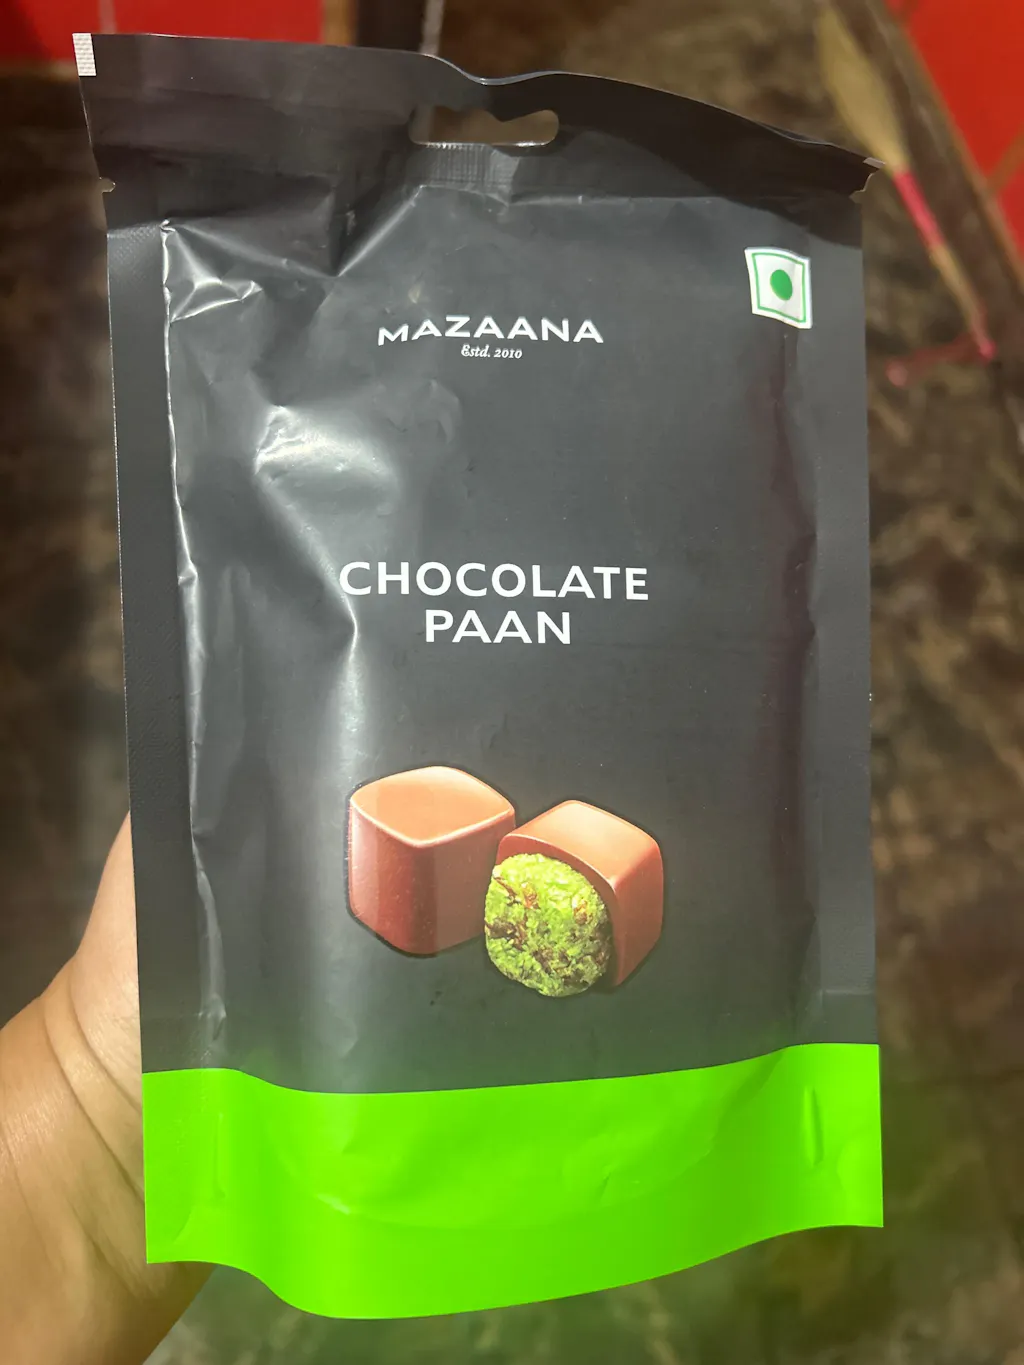 MAZAANA
Estd. 2010
CHOCOLATE
PAAN